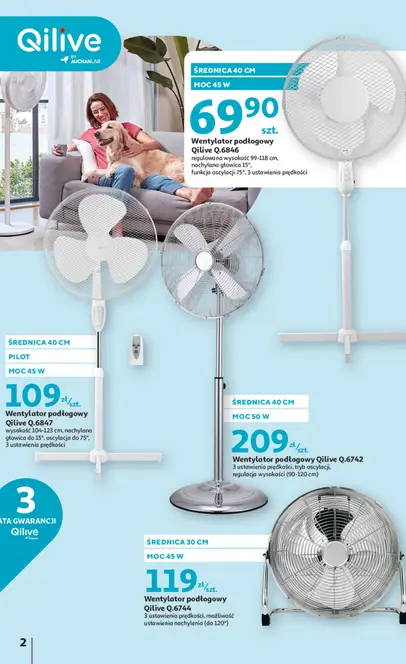 Qilive
BY AUCHAN LAB
ŚREDNICA 40 CM
MOC 45 W
69 90
szt.
Wentylator podłogowy
Qilive Q.6846
regulowana wysokość 99-118 cm,
nachylana głowica 15°,
funkcja oscylacji 75°, 3 ustawienia prędkości
ŚREDNICA 40 CM
PILOT
MOC 45 W
109 zł/szt.
Wentylator podłogowy
Qilive Q.6847
wysokość 104-123 cm, nachylana
głowica do 15°, oscylacja do 75°,
3 ustawienia prędkości
ŚREDNICA 40 CM
MOC 50 W
209 zł/szt.
Wentylator podłogowy Qilive Q.6742
3 ustawienia prędkości, tryb oscylacji,
regulacja wysokości (90-120 cm)
3
ATA GWARANCJI
Qilive
ŚREDNICA 30 CM
MOC 45 W
119 zł/szt.
Wentylator podłogowy
Qilive Q.6744
3 ustawienia prędkości, możliwość
ustawienia nachylenia (do 120°)
2